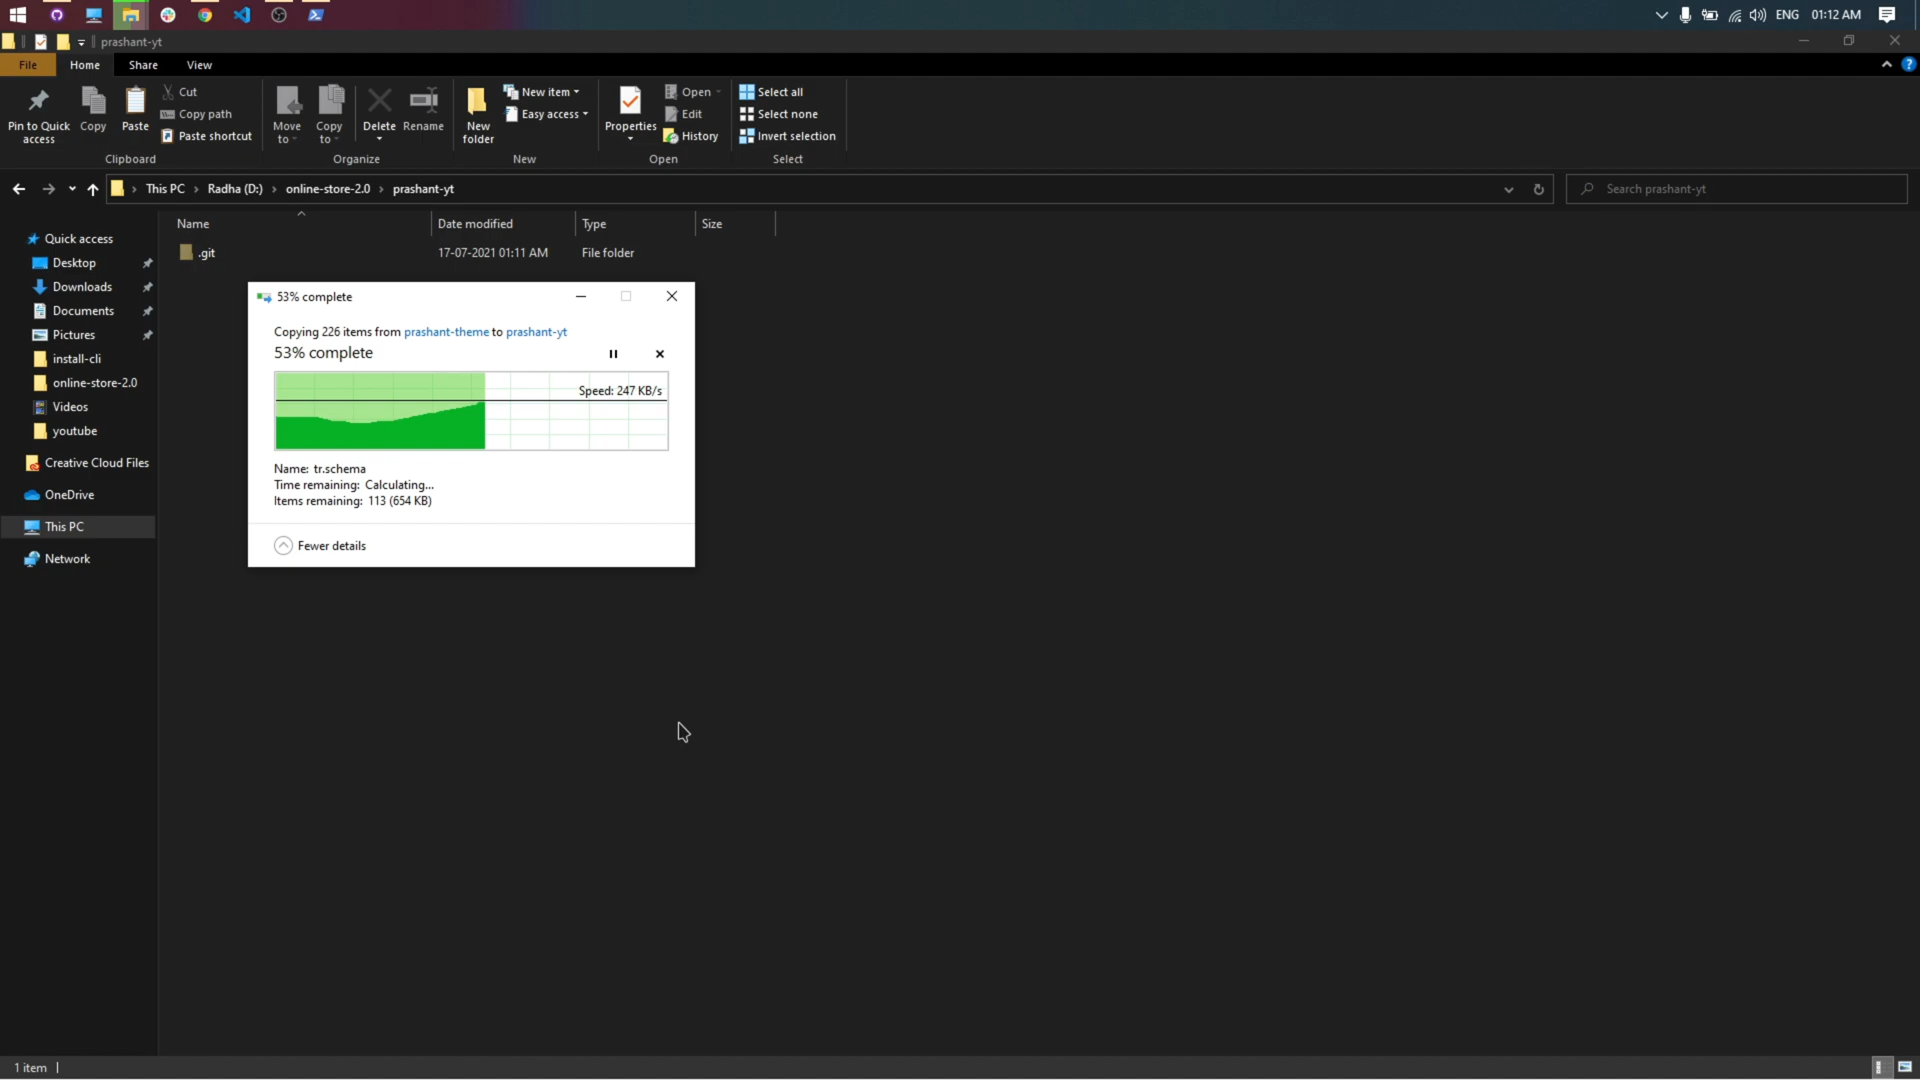 ENG 01:12 AM
prashant-yt
File Home Share View
Pin to Quick access
Copy
Paste
Cut
Copy path
Paste shortcut
Clipboard
Move to
Copy to
Delete
Rename
Organize
New folder
New item
Easy access
New
Properties
Open
Edit
History
Open
Select all
Select none
Invert selection
Select
This PC > Radha (D:) > online-store-2.0 > prashant-yt
Search prashant-yt
Name Date modified Type Size
.git 17-07-2021 01:11 AM File folder
Quick access
Desktop
Downloads
Documents
Pictures
install-cli
online-store-2.0
Videos
youtube
Creative Cloud Files
OneDrive
This PC
Network
53% complete
Copying 226 items from prashant-theme to prashant-yt
53% complete
Speed: 247 KB/s
Name: tr.schema
Time remaining: Calculating...
Items remaining: 113 (654 KB)
Fewer details
1 item